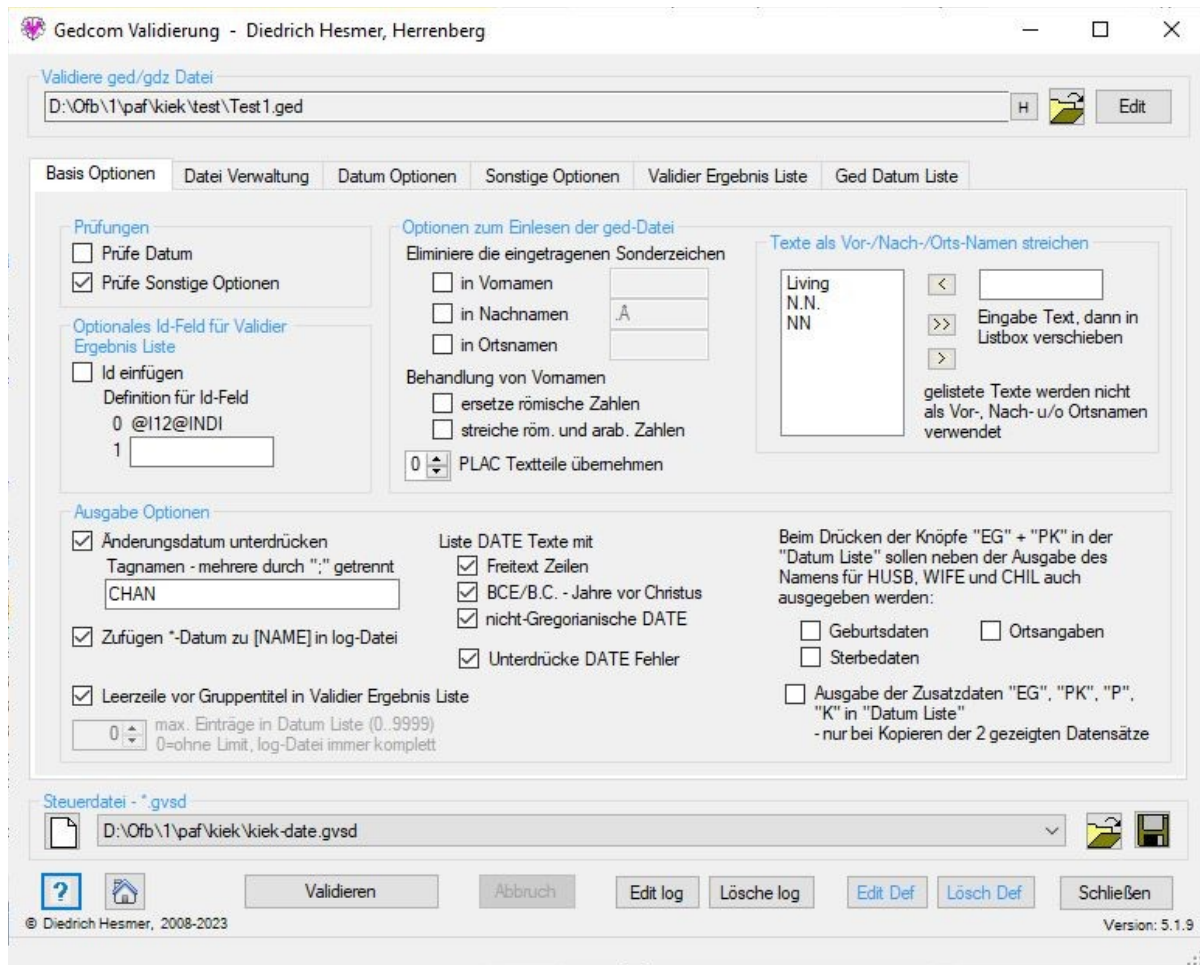 Gedcom Validierung - Diedrich Hesmer, Herrenberg
Validiere ged/gdz Datei
D:\Ofb\1\paf\kiek\test\Test1.ged
H
Edit
Basis Optionen
Datei Verwaltung
Datum Optionen
Sonstige Optionen
Validier Ergebnis Liste
Ged Datum Liste
Prüfungen
Prüfe Datum
Prüfe Sonstige Optionen
Optionales Id-Feld für Validier
Ergebnis Liste
Id einfügen
Definition für Id-Feld
0 @I12@INDI
1
Optionen zum Einlesen der ged-Datei
Eliminiere die eingetragenen Sonderzeichen
in Vornamen
in Nachnamen
.Å
in Ortsnamen
Behandlung von Vornamen
ersetze römische Zahlen
streiche röm. und arab. Zahlen
0
PLAC Textteile übernehmen
Texte als Vor-/Nach-/Orts-Namen streichen
Living
N.N.
NN
<
>>
>
Eingabe Text, dann in
Listbox verschieben
gelistete Texte werden nicht
als Vor-, Nach- u/o Ortsnamen
verwendet
Ausgabe Optionen
Änderungsdatum unterdrücken
Tagnamen - mehrere durch ";" getrennt
CHAN
Zufügen *-Datum zu [NAME] in log-Datei
Leerzeile vor Gruppentitel in Validier Ergebnis Liste
0
max. Einträge in Datum Liste (0..9999)
0=ohne Limit, log-Datei immer komplett
Liste DATE Texte mit
Freitext Zeilen
BCE/B.C. - Jahre vor Christus
nicht-Gregorianische DATE
Unterdrücke DATE Fehler
Beim Drücken der Knöpfe "EG" + "PK" in der
"Datum Liste" sollen neben der Ausgabe des
Namens für HUSB, WIFE und CHIL auch
ausgegeben werden:
Geburtsdaten
Ortsangaben
Sterbedaten
Ausgabe der Zusatzdaten "EG", "PK", "P",
"K" in "Datum Liste"
- nur bei Kopieren der 2 gezeigten Datensätze
Steuerdatei - *.gvsd
D:\Ofb\1\paf\kiek\kiek-date.gvsd
?
Validieren
Abbruch
Edit log
Lösche log
Edit Def
Lösch Def
Schließen
© Diedrich Hesmer, 2008-2023
Version: 5.1.9